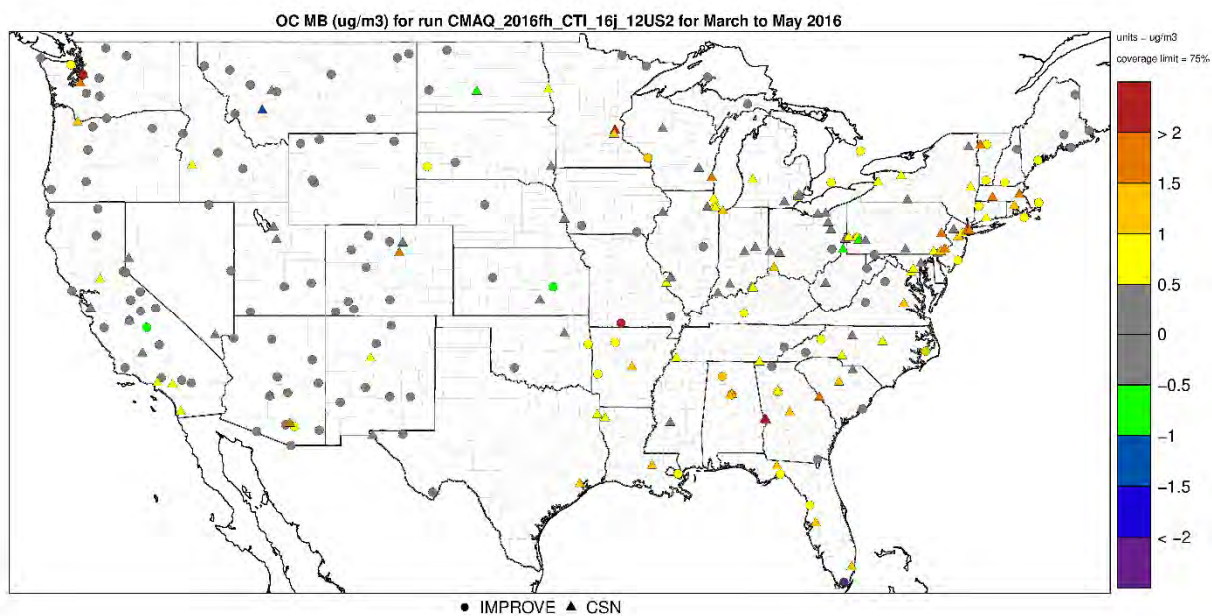 OC MB (ug/m3) for run CMAQ_2016fh_CTI_16j_12US2 for March to May 2016
units = ug/m3
coverage limit = 75%
> 2
1.5
1
0.5
0
−0.5
−1
−1.5
< −2
● IMPROVE ▲ CSN